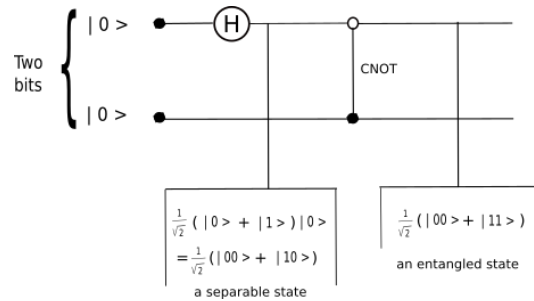 | 0 >
H
Two
bits
CNOT
| 0 >
1/√2 ( | 0 > + | 1 > ) | 0 >
= 1/√2 ( | 00 > + | 10 > )
a separable state
1/√2 ( | 00 > + | 11 > )
an entangled state